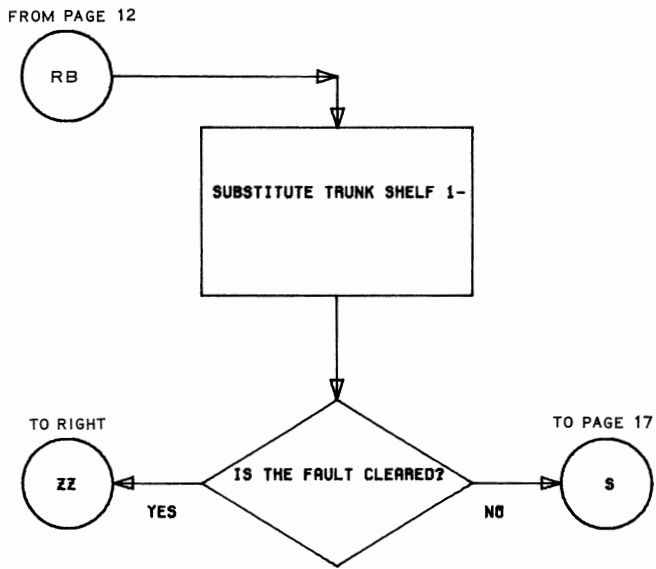 FROM PAGE 12
RB
SUBSTITUTE TRUNK SHELF 1-
IS THE FAULT CLEARED?
TO RIGHT
ZZ
YES
TO PAGE 17
S
NO